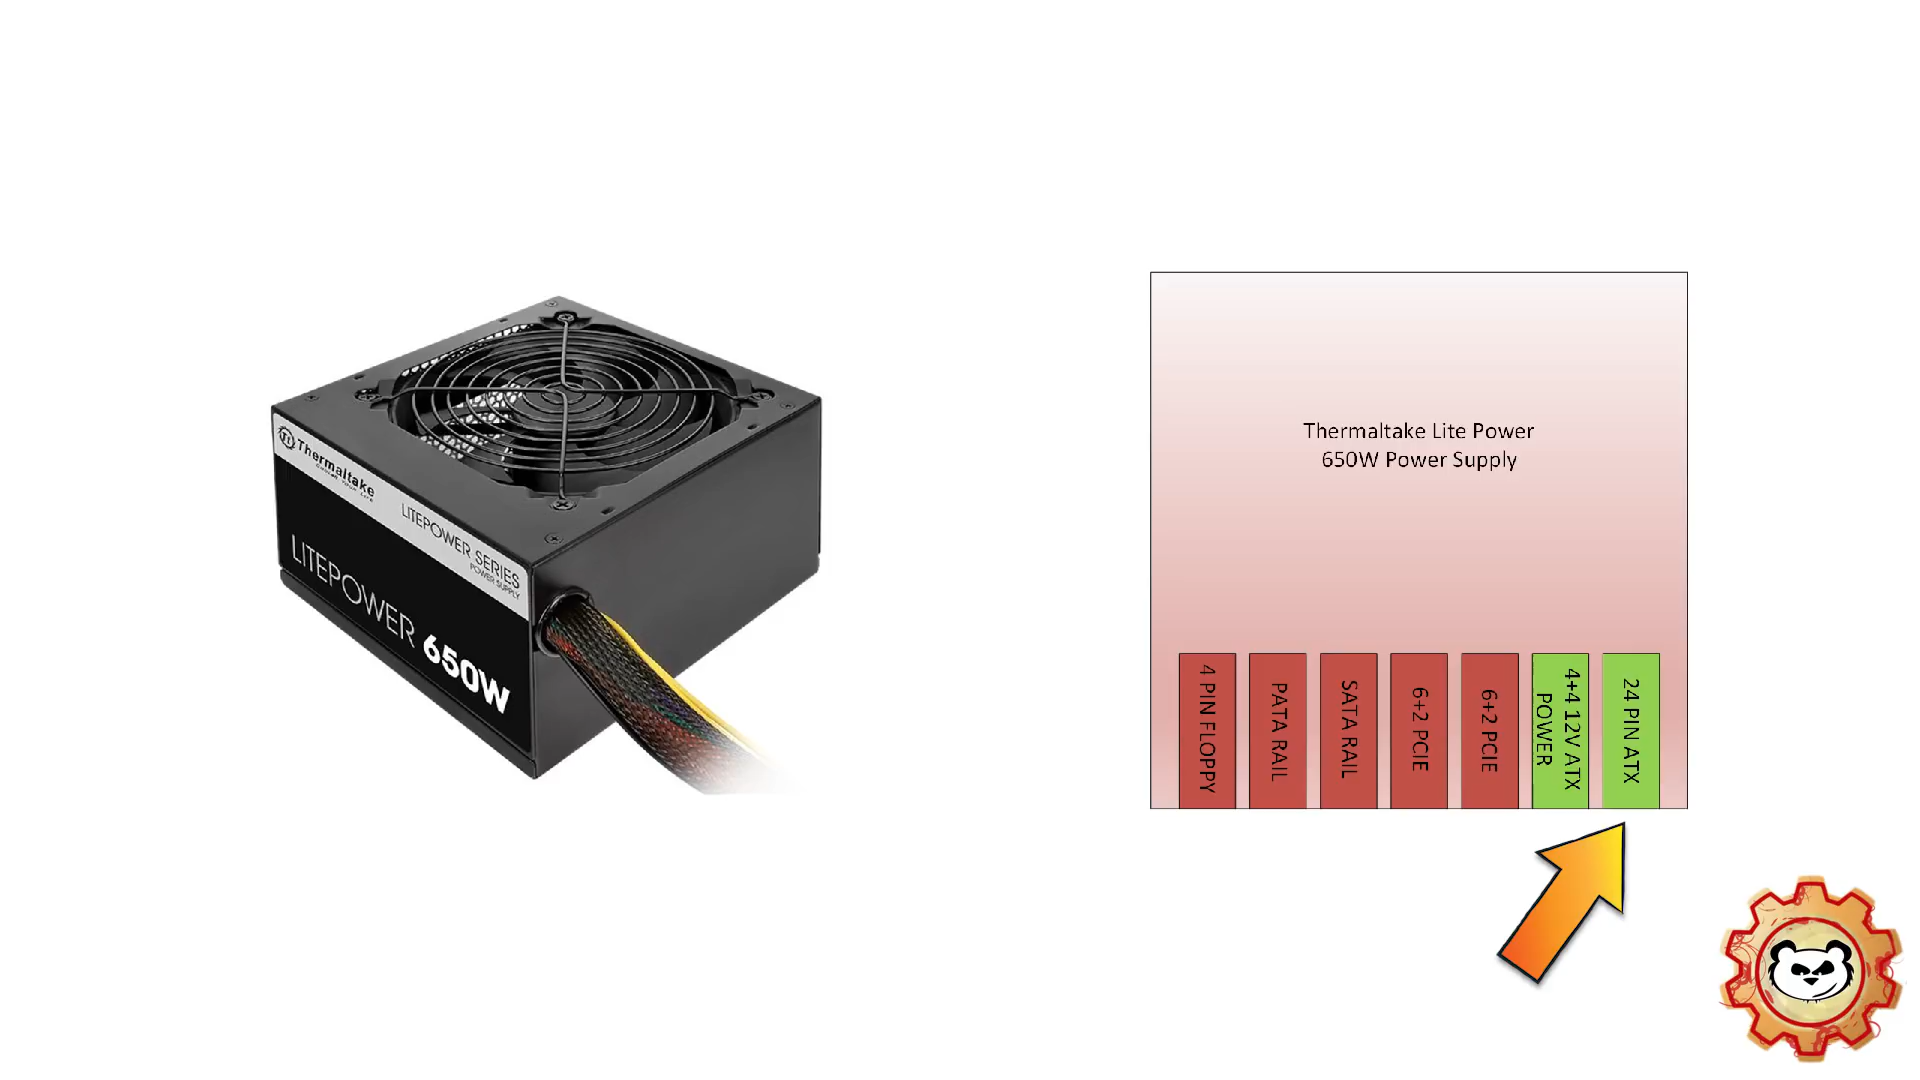 Thermaltake
LITEPOWER SERIES
POWER SUPPLY
LITEPOWER 650W
Thermaltake Lite Power
650W Power Supply
4 PIN FLOPPY
PATA RAIL
SATA RAIL
6+2 PCIE
6+2 PCIE
4+4 12V ATX
POWER
24 PIN ATX